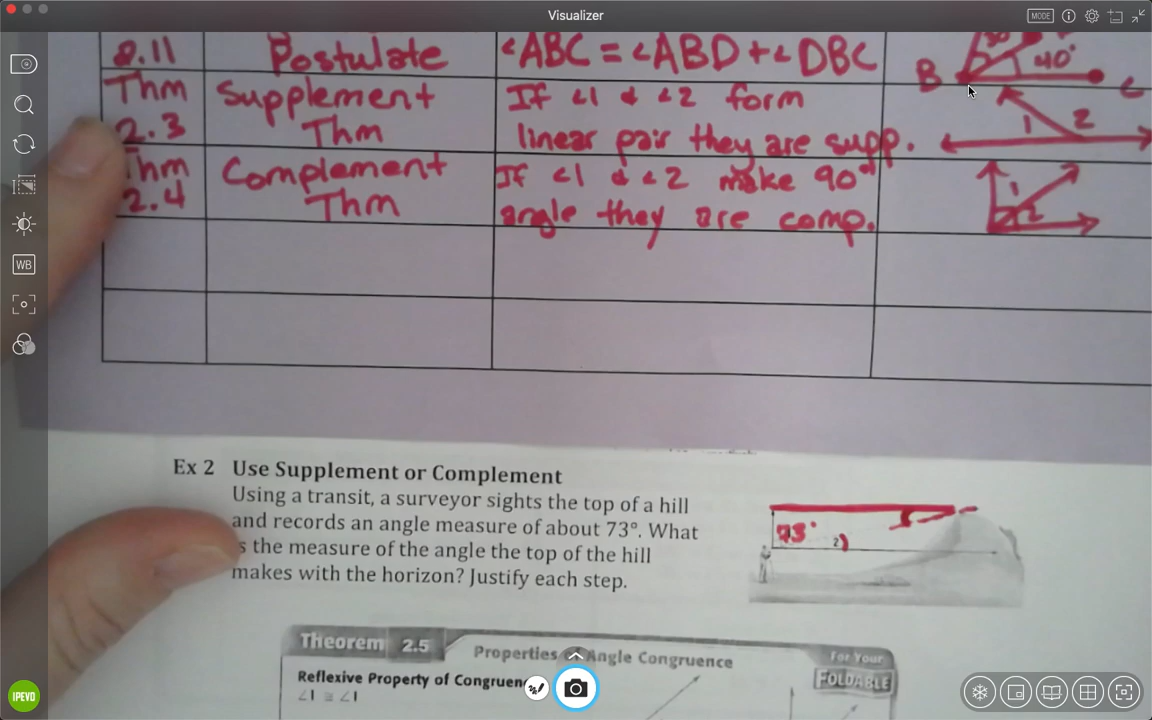 Visualizer
MODE
WB
2.11 Postulate ∠ABC = ∠ABD + ∠DBC
B 40° C
Thm 2.3 Supplement Thm
If ∠1 & ∠2 form
linear pair they are supp.
1 2
Thm 2.4 Complement Thm
If ∠1 & ∠2 make 90°
angle they are comp.
1 2
Ex 2 Use Supplement or Complement
Using a transit, a surveyor sights the top of a hill
and records an angle measure of about 73°. What
s the measure of the angle the top of the hill
makes with the horizon? Justify each step.
73°
2
Theorem 2.5 Properties of Angle Congruence
For Your
FOLDABLE
Reflexive Property of Congruen
∠1 ≅ ∠1
IPEVO